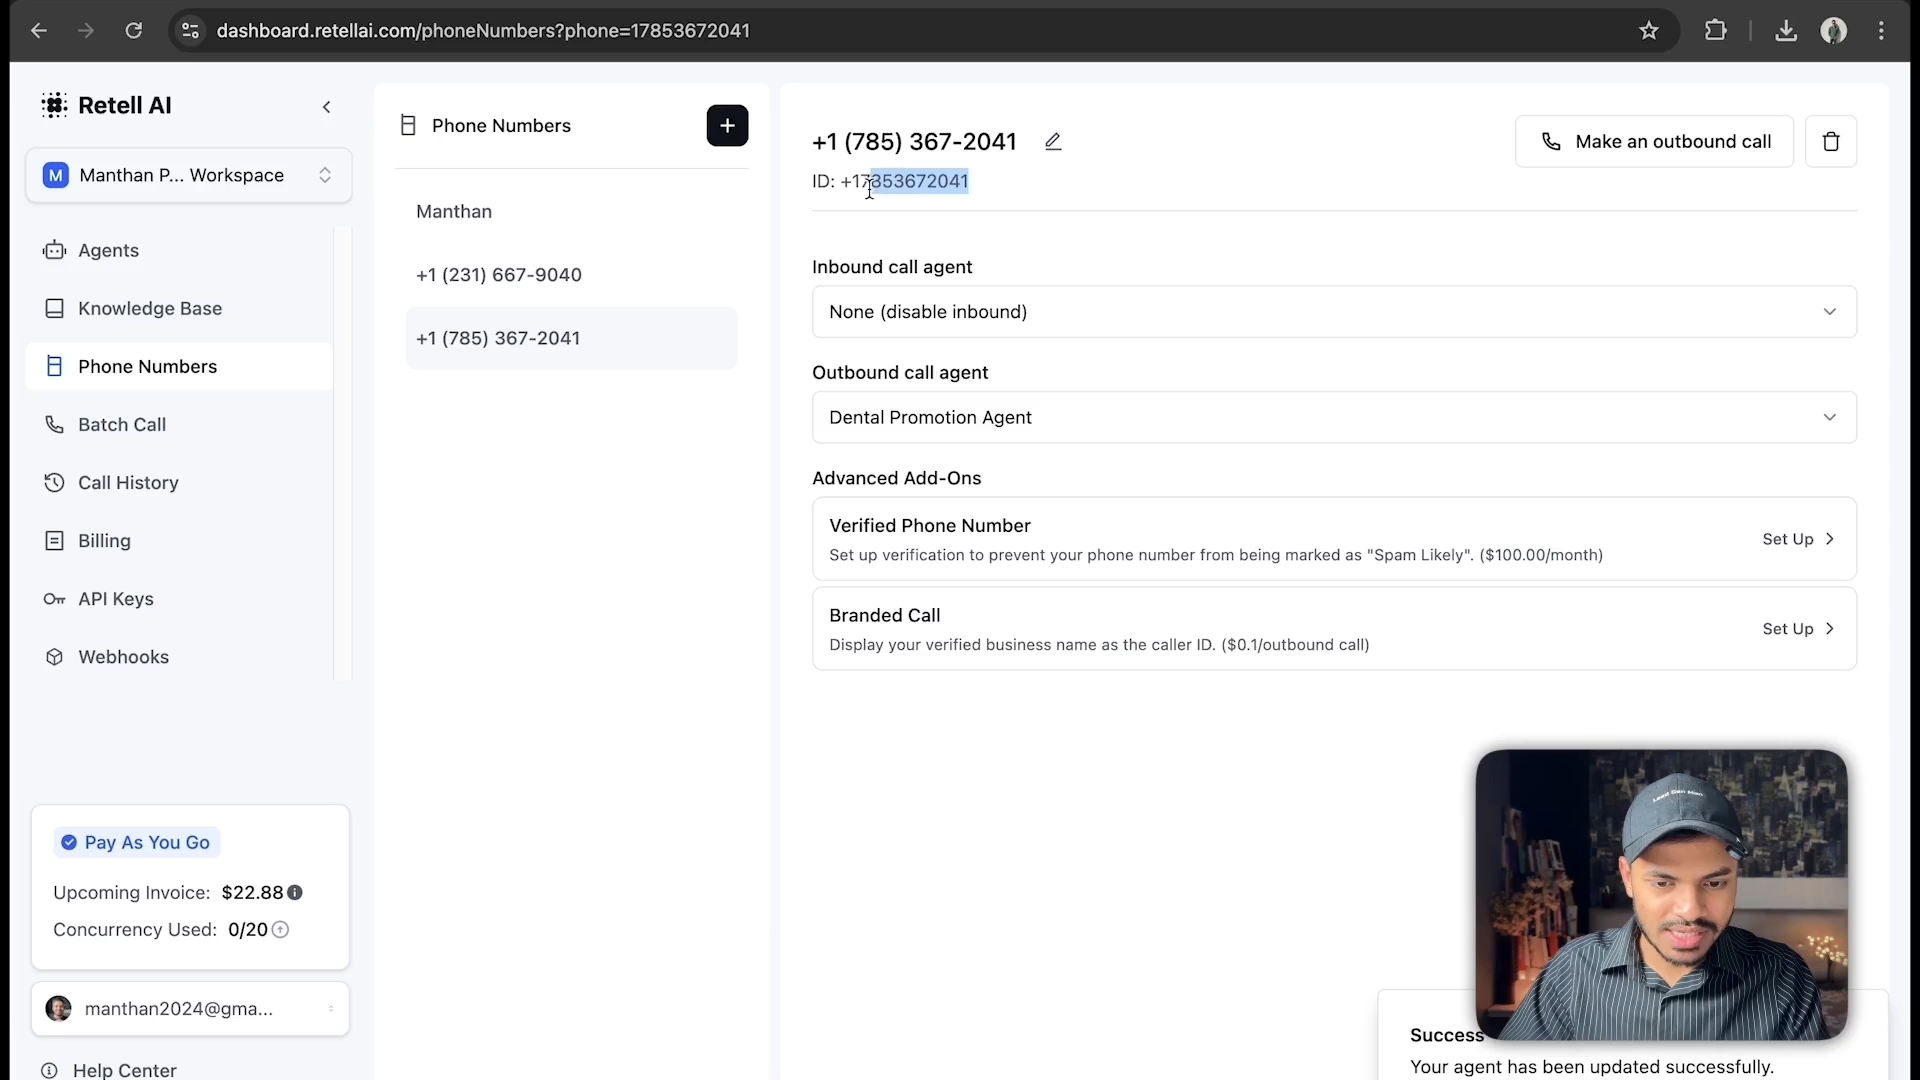 dashboard.retellai.com/phoneNumbers?phone=17853672041
Retell AI
M Manthan P... Workspace
Agents
Knowledge Base
Phone Numbers
Batch Call
Call History
Billing
API Keys
Webhooks
Pay As You Go
Upcoming Invoice: $22.88
Concurrency Used: 0/20
manthan2024@gma...
Help Center
Phone Numbers
+
Manthan
+1 (231) 667-9040
+1 (785) 367-2041
+1 (785) 367-2041
ID: +17853672041
Make an outbound call
Inbound call agent
None (disable inbound)
Outbound call agent
Dental Promotion Agent
Advanced Add-Ons
Verified Phone Number
Set up verification to prevent your phone number from being marked as "Spam Likely". ($100.00/month)
Set Up
Branded Call
Display your verified business name as the caller ID. ($0.1/outbound call)
Set Up
Lead Gen Man
Success
Your agent has been updated successfully.